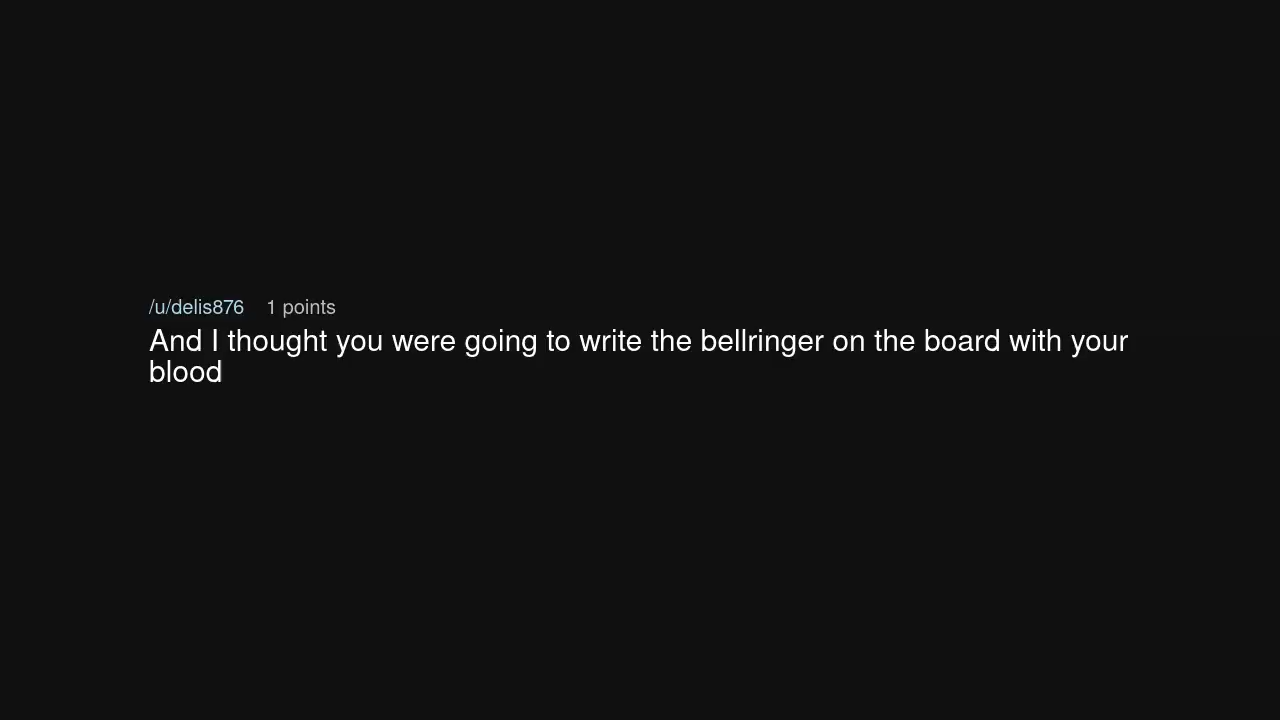 /u/delis876 1 points
And I thought you were going to write the bellringer on the board with your
blood